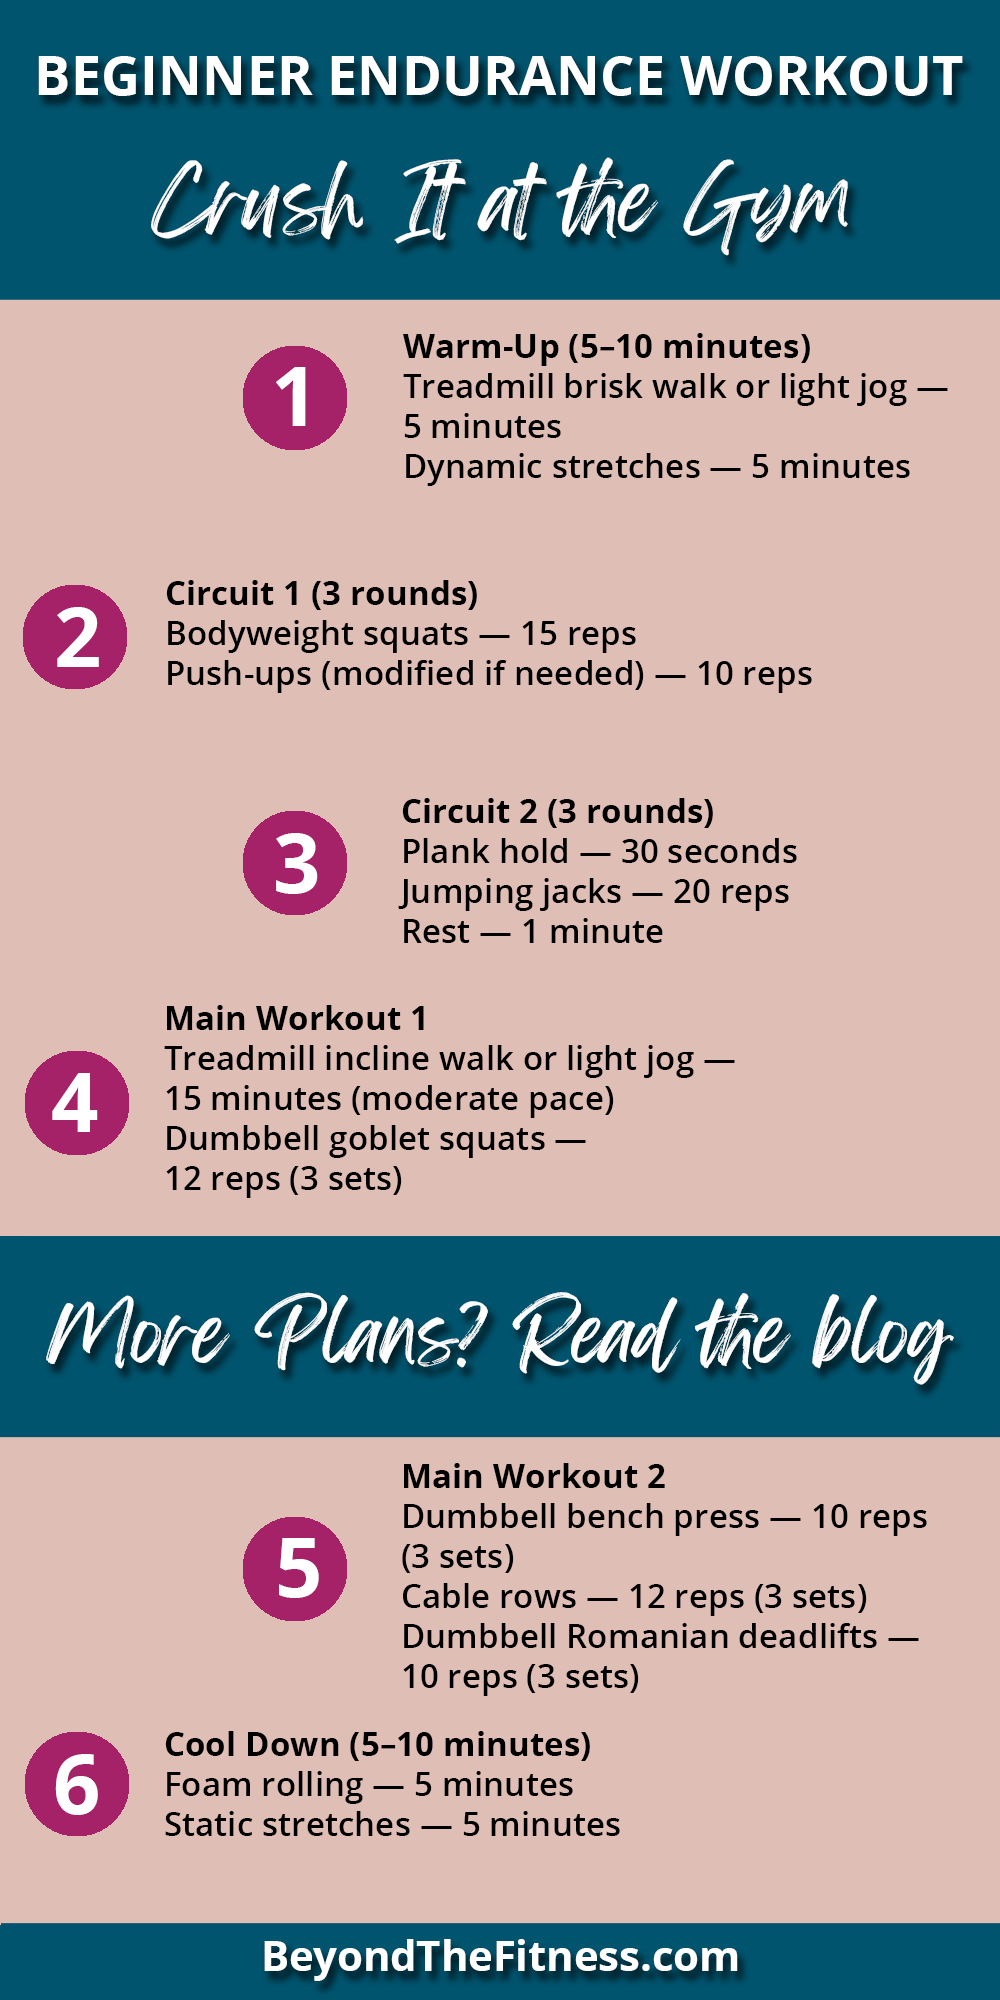 BEGINNER ENDURANCE WORKOUT
Crush It at the Gym
1
Warm-Up (5–10 minutes)
Treadmill brisk walk or light jog —
5 minutes
Dynamic stretches — 5 minutes
2
Circuit 1 (3 rounds)
Bodyweight squats — 15 reps
Push-ups (modified if needed) — 10 reps
3
Circuit 2 (3 rounds)
Plank hold — 30 seconds
Jumping jacks — 20 reps
Rest — 1 minute
4
Main Workout 1
Treadmill incline walk or light jog —
15 minutes (moderate pace)
Dumbbell goblet squats —
12 reps (3 sets)
More Plans? Read the blog
5
Main Workout 2
Dumbbell bench press — 10 reps
(3 sets)
Cable rows — 12 reps (3 sets)
Dumbbell Romanian deadlifts —
10 reps (3 sets)
6
Cool Down (5–10 minutes)
Foam rolling — 5 minutes
Static stretches — 5 minutes
BeyondTheFitness.com